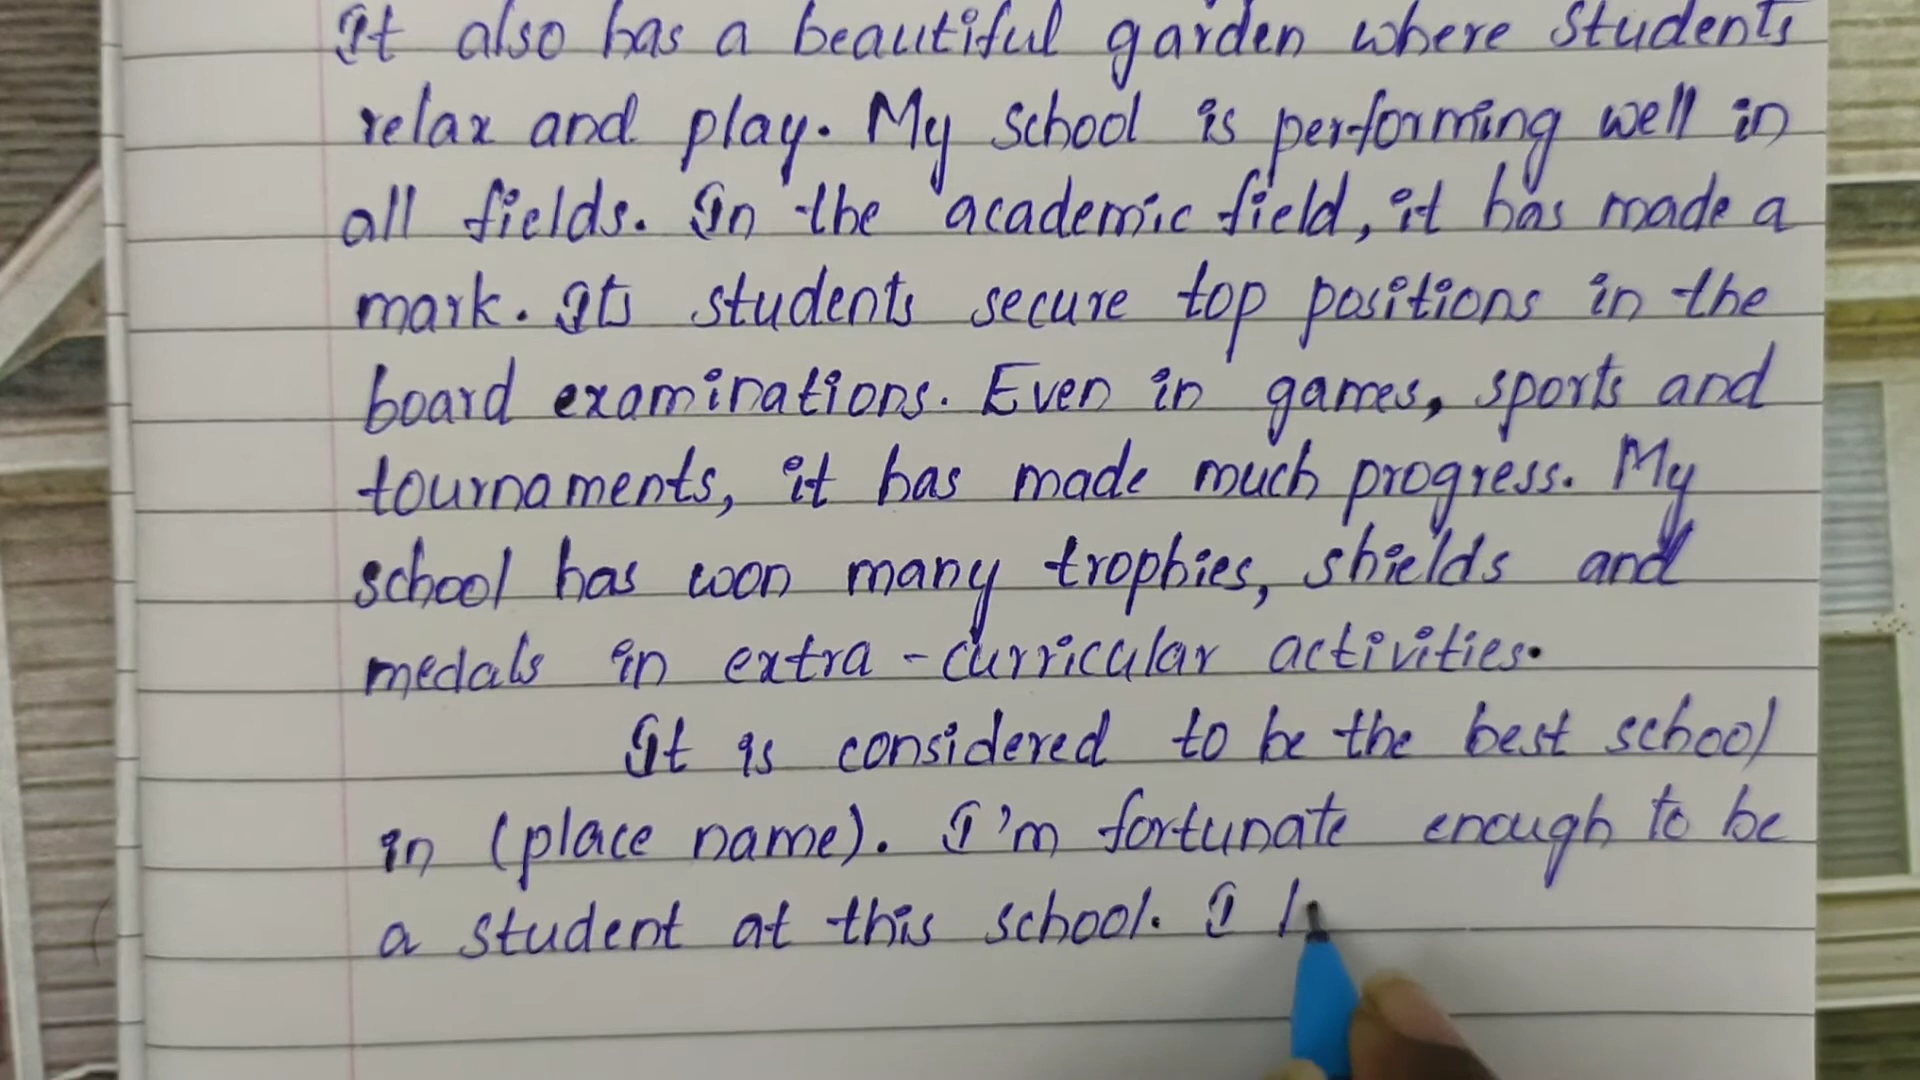 It also has a beautiful garden where students
relax and play. My school is performing well in
all fields. In the academic field, it has made a
mark. Its students secure top positions in the
board examinations. Even in games, sports and
tournaments, it has made much progress. My
school has won many trophies, shields and
medals in extra-curricular activities.
It is considered to be the best school
in (place name). I'm fortunate enough to be
a student at this school. I